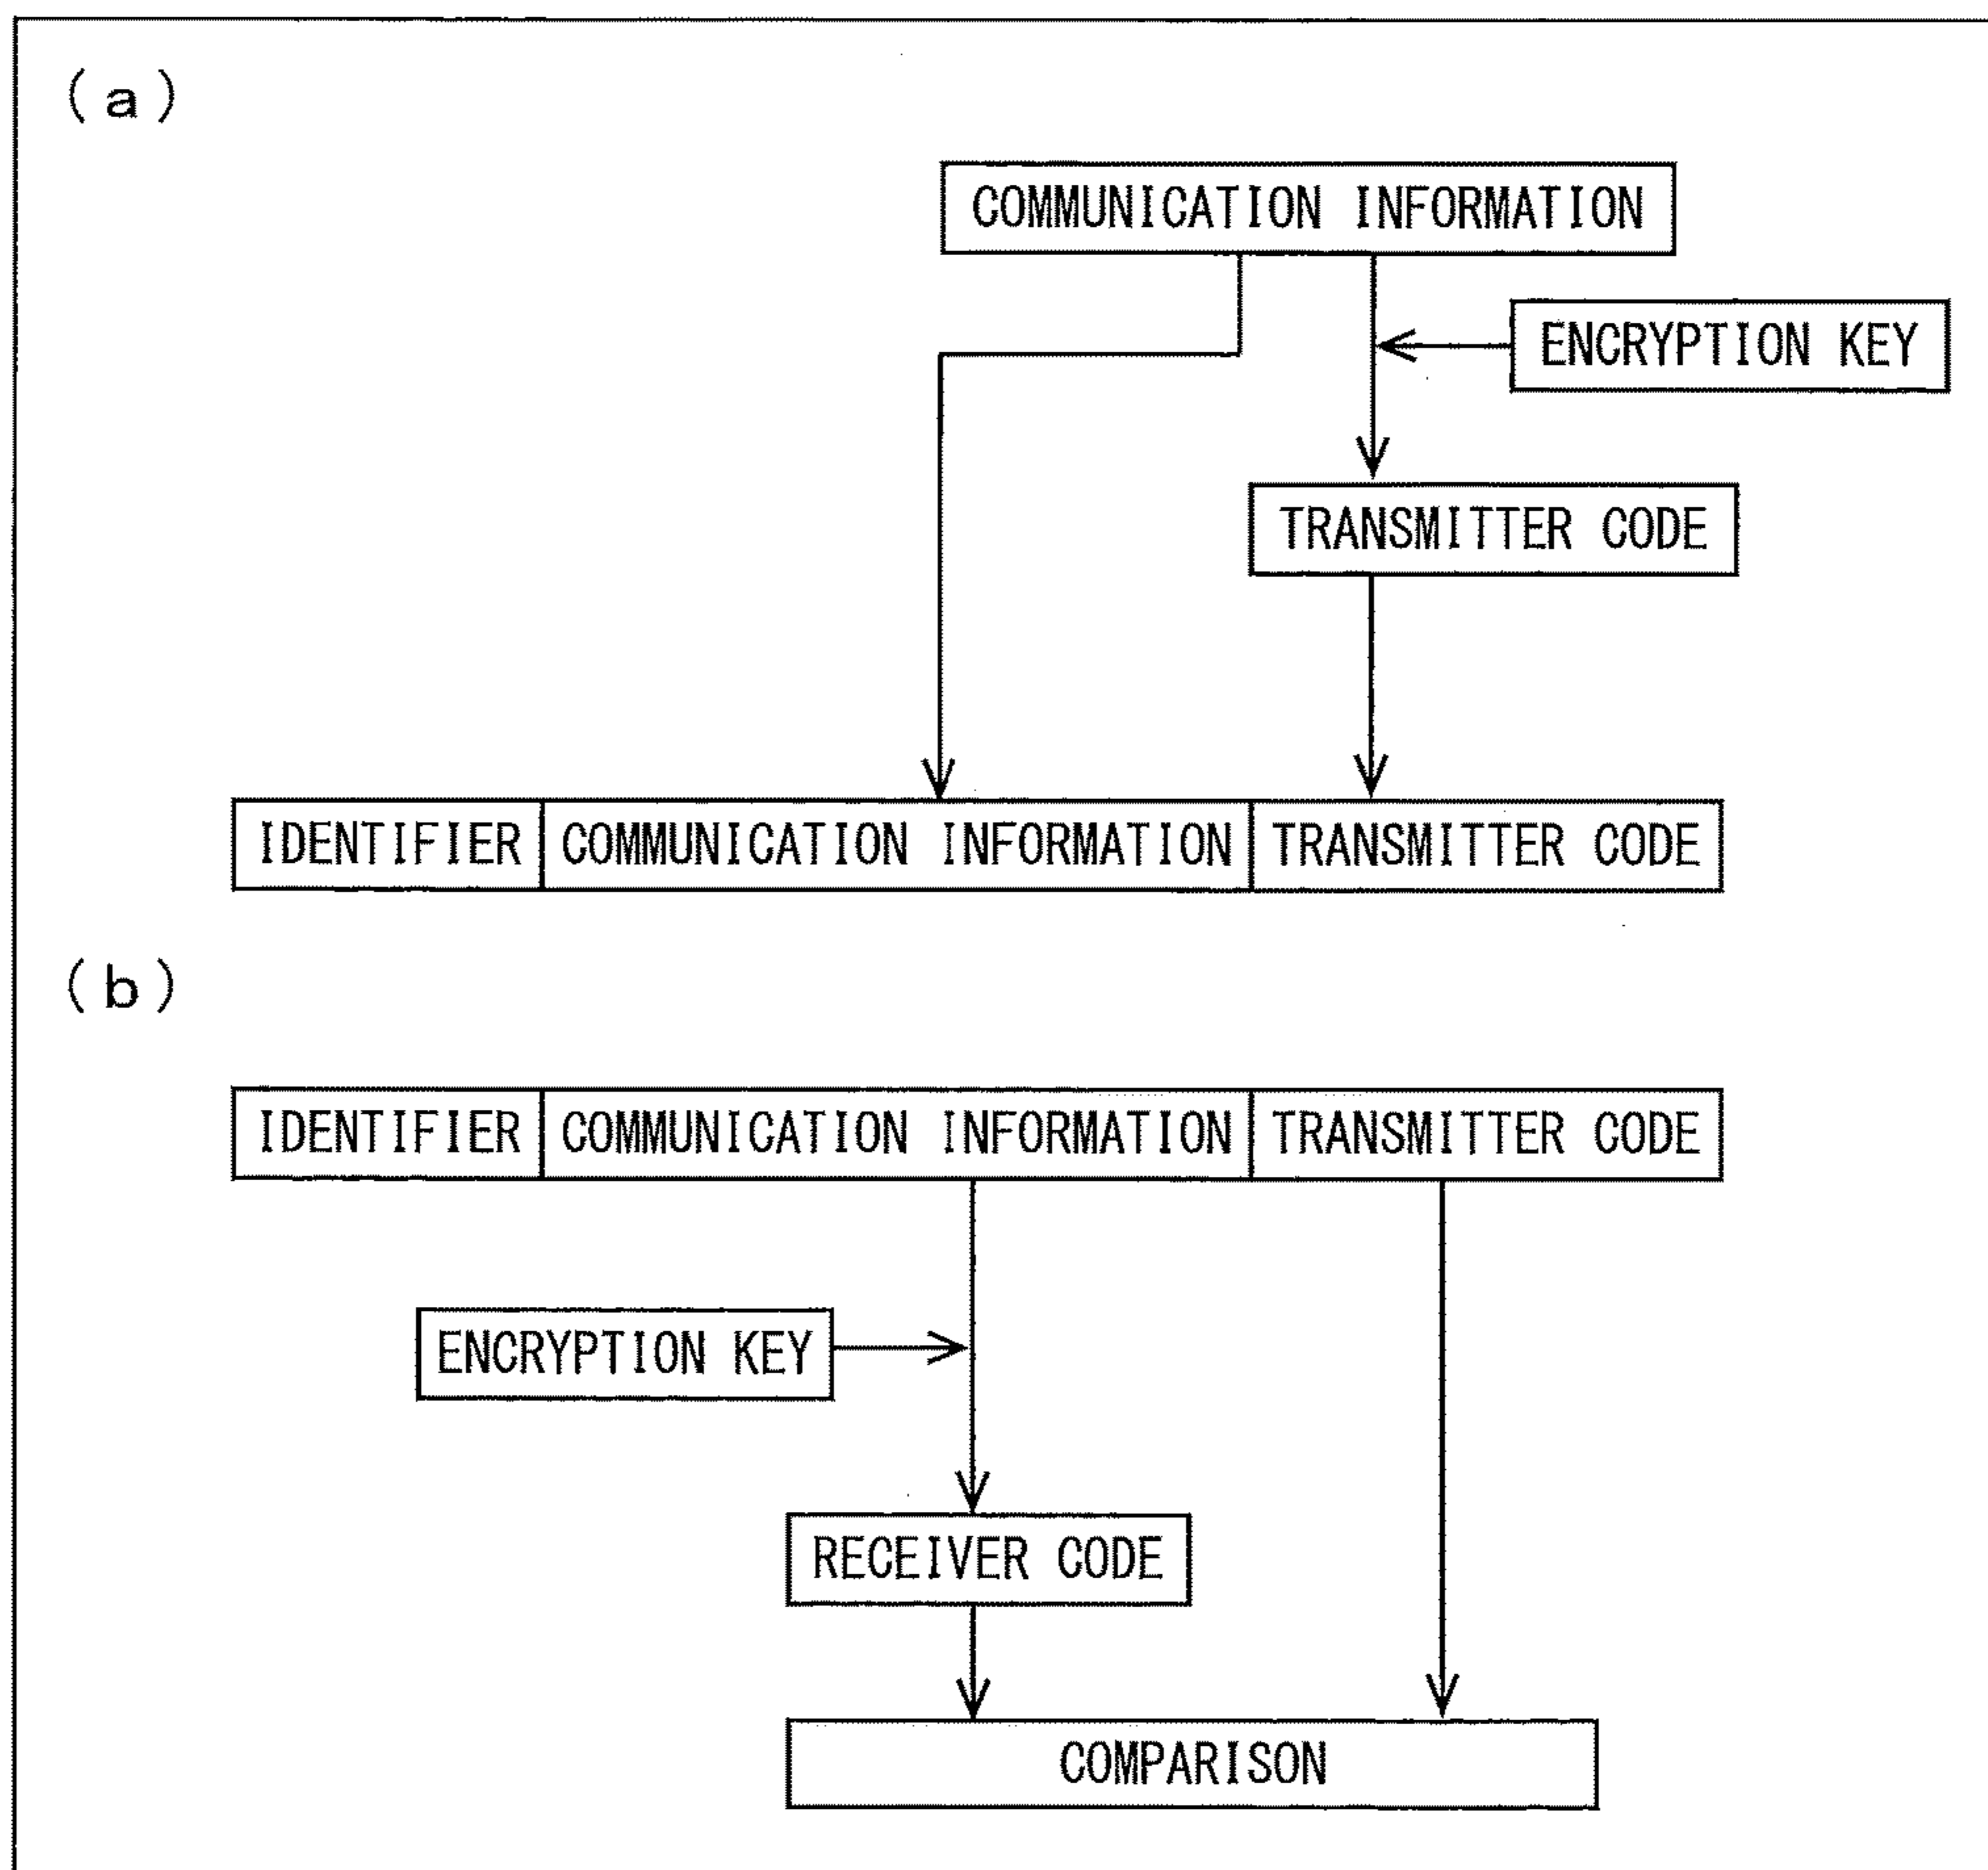 (a)
COMMUNICATION INFORMATION
ENCRYPTION KEY
TRANSMITTER CODE
IDENTIFIER COMMUNICATION INFORMATION TRANSMITTER CODE
(b)
IDENTIFIER COMMUNICATION INFORMATION TRANSMITTER CODE
ENCRYPTION KEY
RECEIVER CODE
COMPARISON